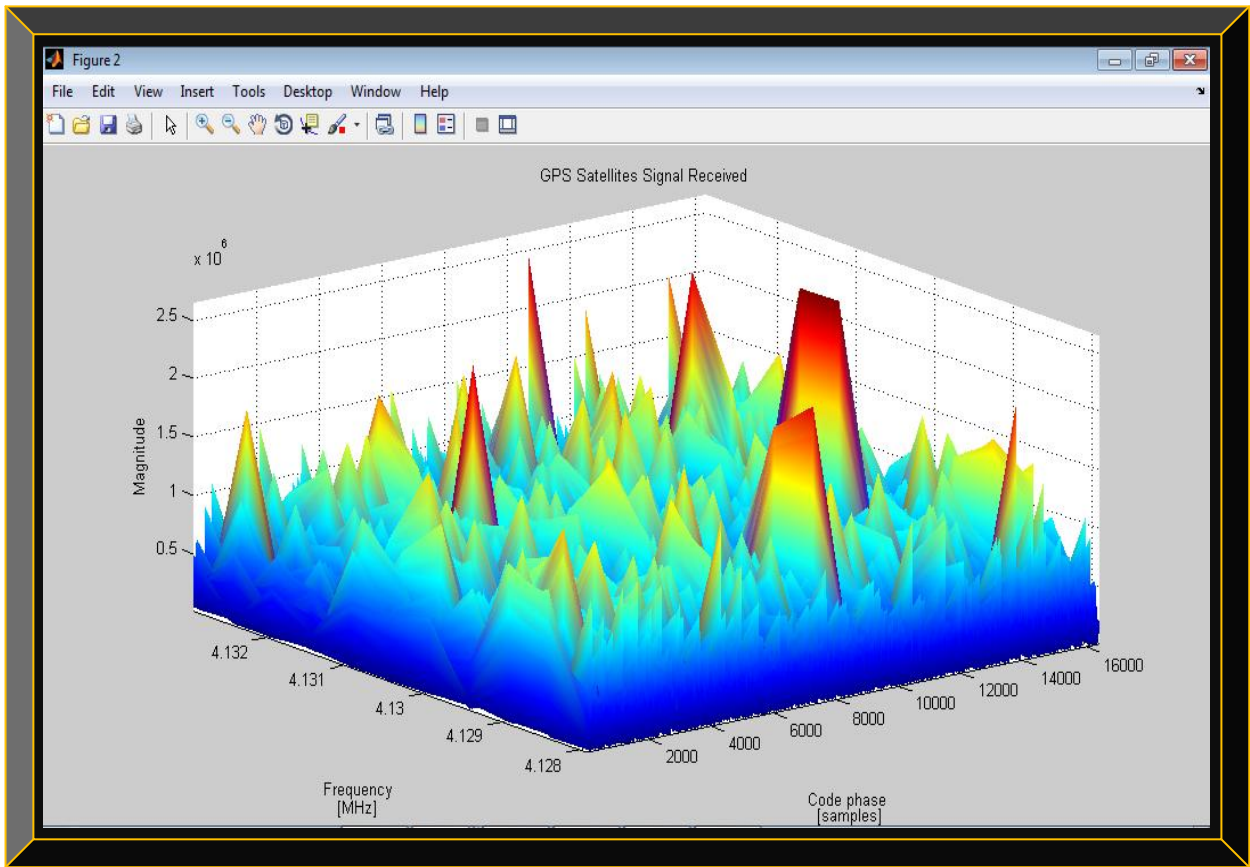 Figure 2
File Edit View Insert Tools Desktop Window Help
GPS Satellites Signal Received
x 10
6
2.5
2
1.5
1
0.5
Magnitude
4.132
4.131
4.13
4.129
4.128
Frequency
[MHz]
2000
4000
6000
8000
10000
12000
14000
16000
Code phase
[samples]